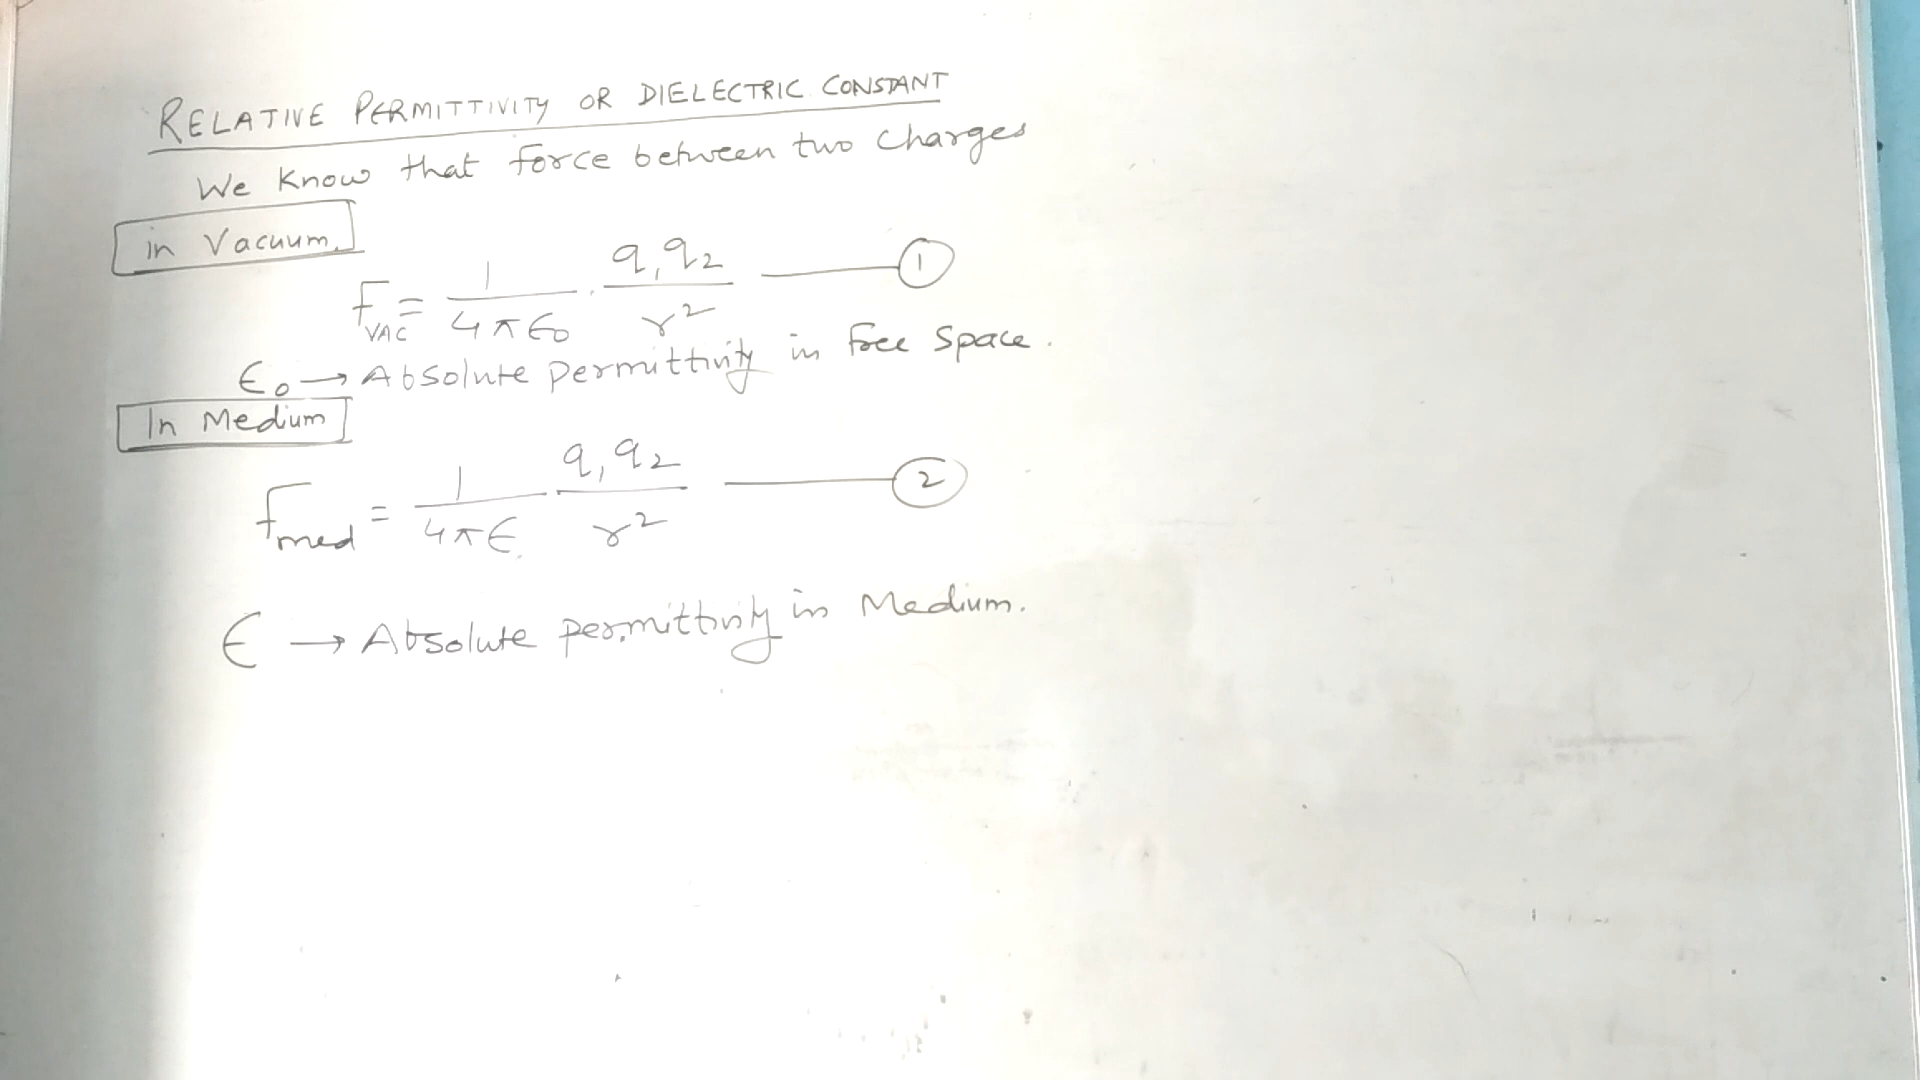 RELATIVE PERMITTIVITY OR DIELECTRIC CONSTANT
We know that force between two charges
in Vacuum.
F_VAC = 1/4πϵ0 . q1q2/r² —— 1
ϵ0 → Absolute permittivity in free space.
In Medium
F_med = 1/4πϵ q1q2/r² —— 2
ϵ → Absolute permittivity in Medium.